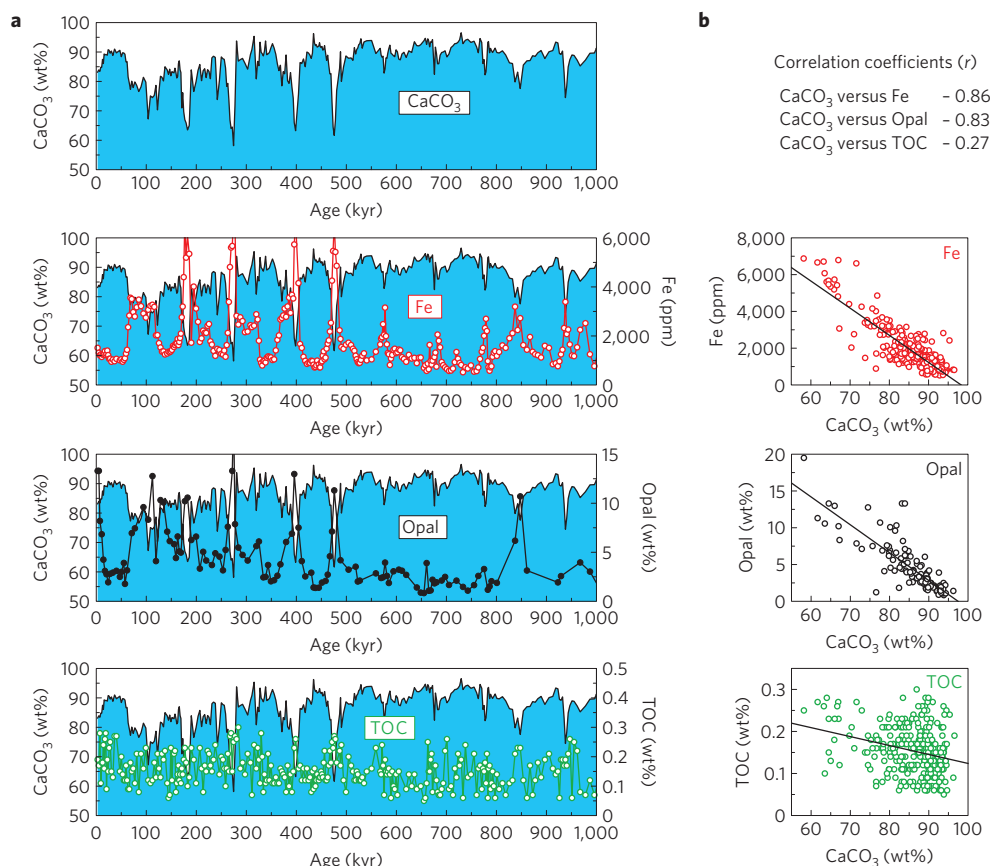 a
100
90
80
70
60
50
CaCO3 (wt%)
CaCO3
0 100 200 300 400 500 600 700 800 900 1,000
Age (kyr)
b
Correlation coefficients (r)
CaCO3 versus Fe – 0.86
CaCO3 versus Opal – 0.83
CaCO3 versus TOC – 0.27
100
90
80
70
60
50
CaCO3 (wt%)
Fe
6,000
4,000
2,000
0
Fe (ppm)
0 100 200 300 400 500 600 700 800 900 1,000
Age (kyr)
8,000
6,000
4,000
2,000
0
Fe (ppm)
Fe
60 70 80 90 100
CaCO3 (wt%)
100
90
80
70
60
50
CaCO3 (wt%)
Opal
15
10
5
0
Opal (wt%)
0 100 200 300 400 500 600 700 800 900 1,000
Age (kyr)
20
15
10
5
0
Opal (wt%)
Opal
60 70 80 90 100
CaCO3 (wt%)
100
90
80
70
60
50
CaCO3 (wt%)
TOC
0.5
0.4
0.3
0.2
0.1
0
TOC (wt%)
0 100 200 300 400 500 600 700 800 900 1,000
Age (kyr)
0.3
0.2
0.1
0
TOC (wt%)
TOC
60 70 80 90 100
CaCO3 (wt%)